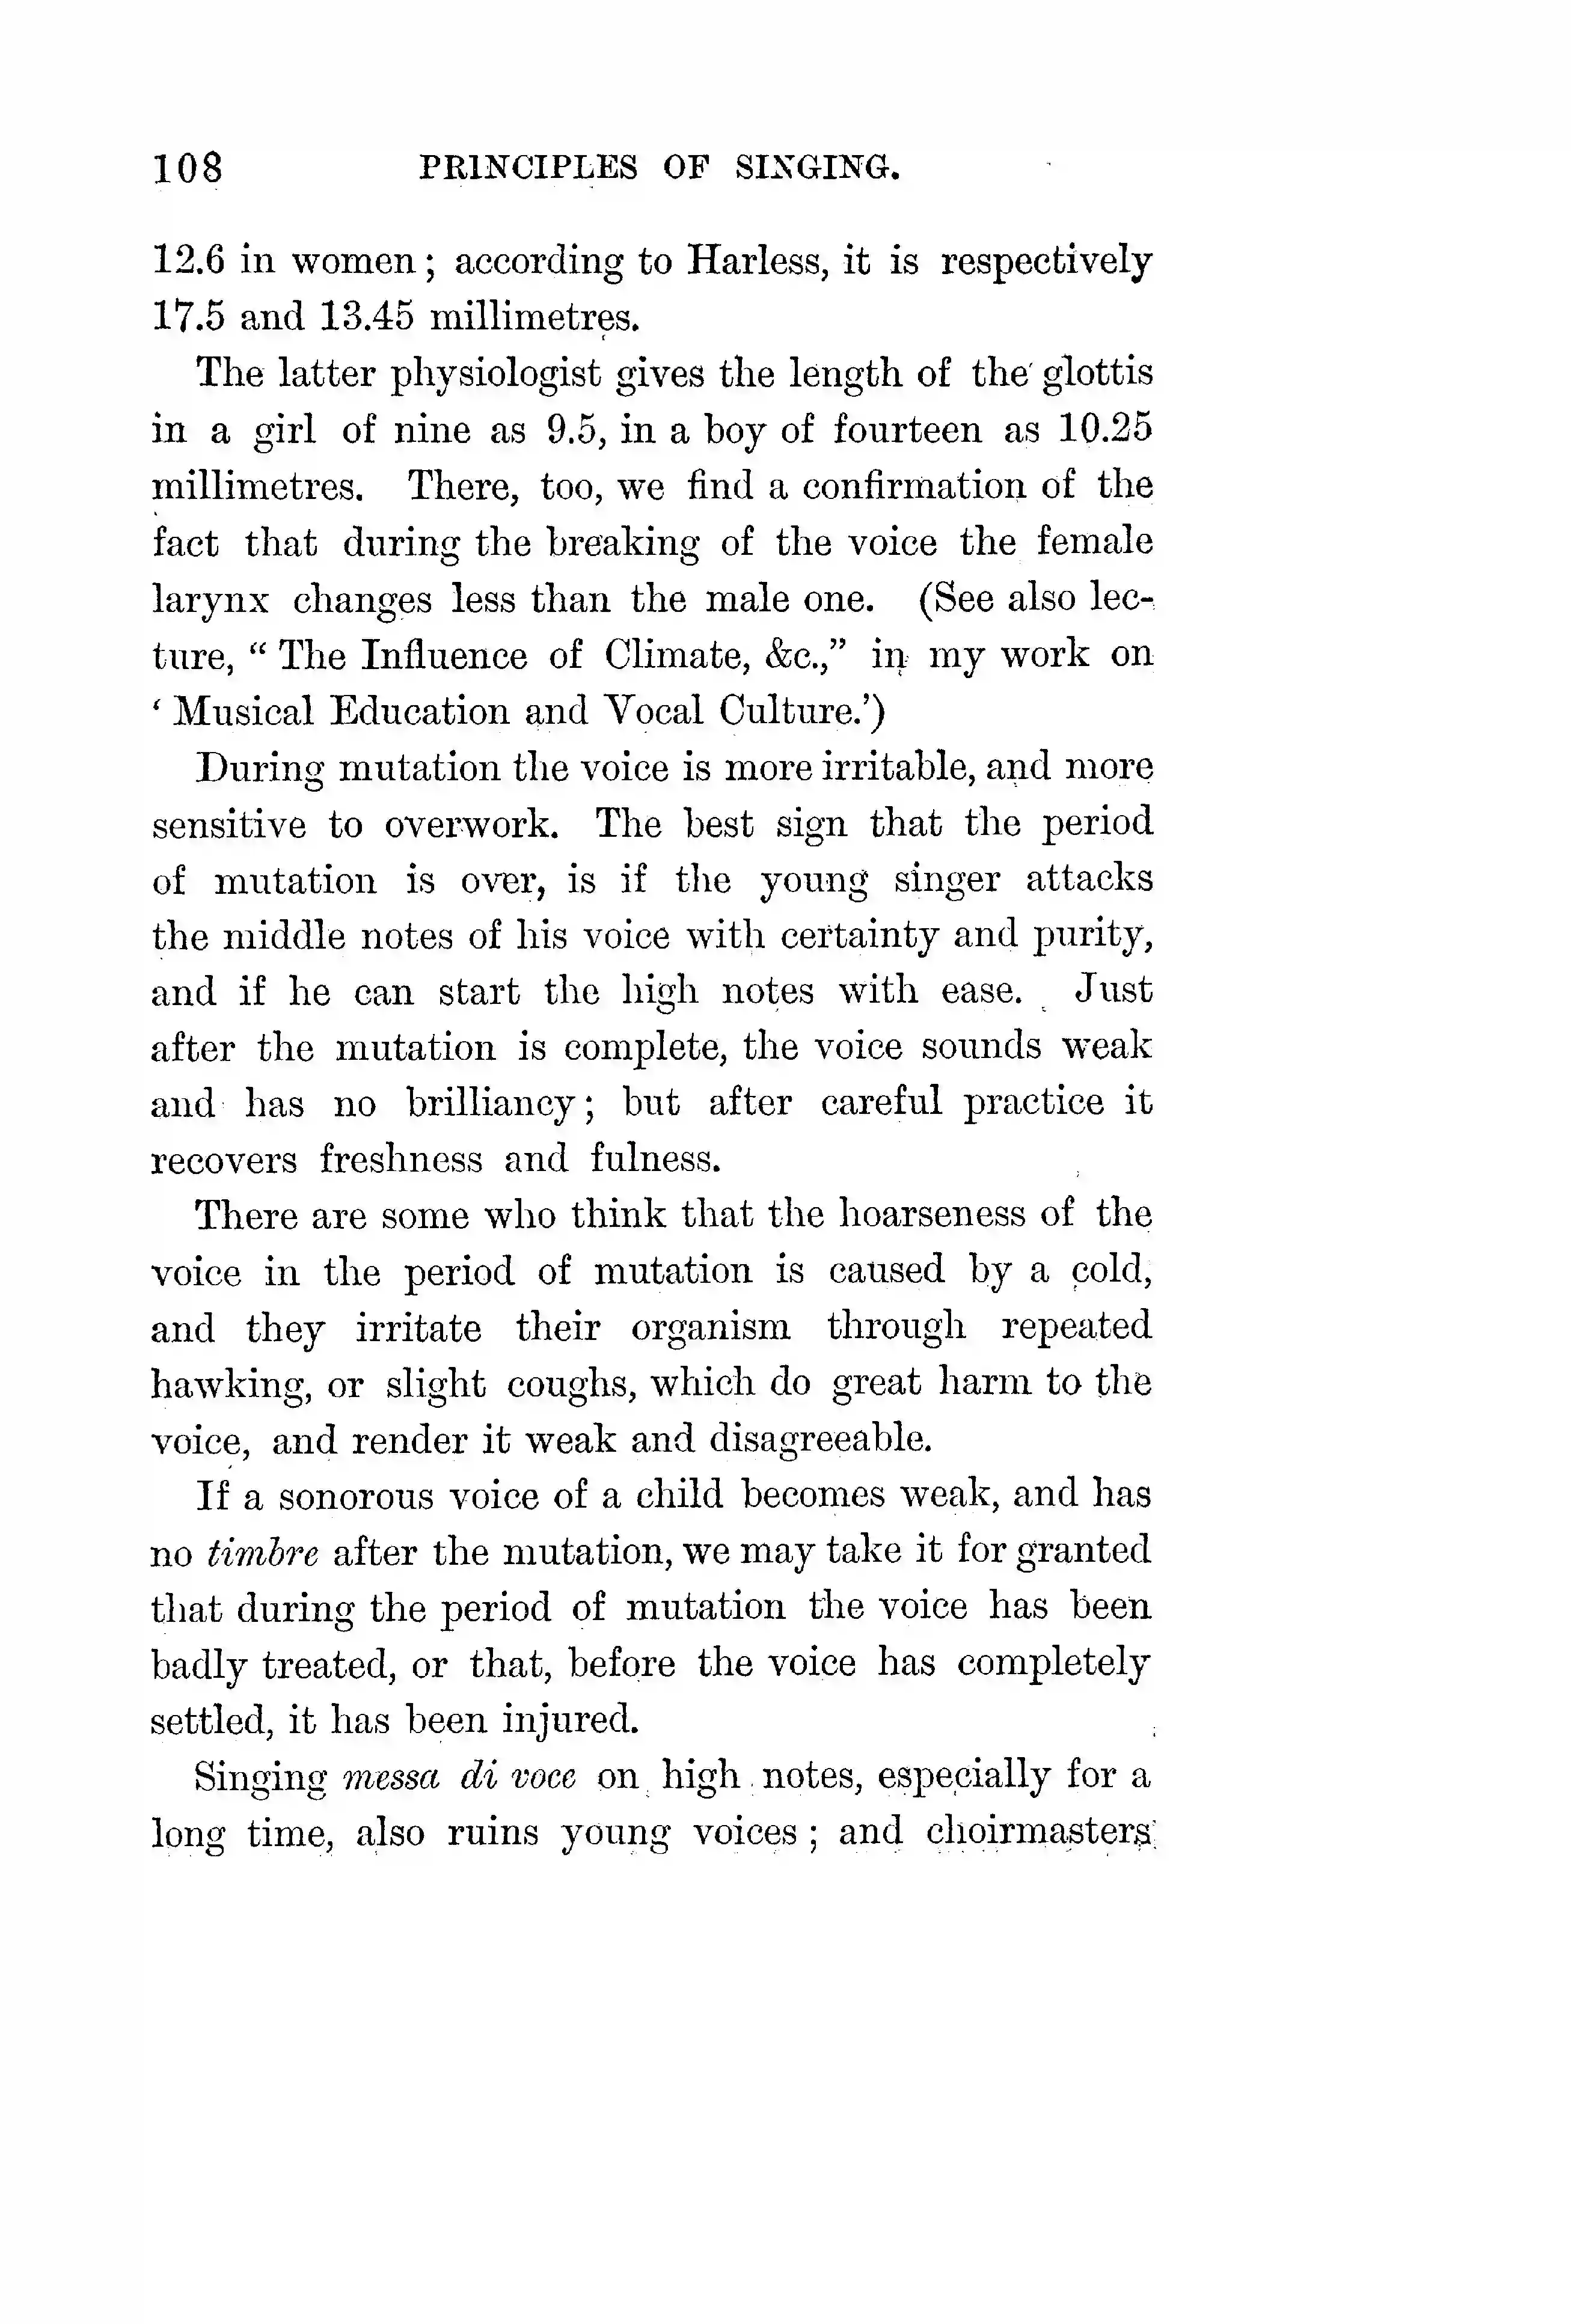 108 PRINCIPLES OF SINGING.
12.6 in women; according to Harless, it is respectively
17.5 and 13.45 millimetres.
The latter physiologist gives the length of the glottis
in a girl of nine as 9.5, in a boy of fourteen as 10.25
millimetres. There, too, we find a confirmation of the
fact that during the breaking of the voice the female
larynx changes less than the male one. (See also lec-
ture, “The Influence of Climate, &c.,” in my work on
‘Musical Education and Vocal Culture.’)
During mutation the voice is more irritable, and more
sensitive to overwork. The best sign that the period
of mutation is over, is if the young singer attacks
the middle notes of his voice with certainty and purity,
and if he can start the high notes with ease. Just
after the mutation is complete, the voice sounds weak
and has no brilliancy; but after careful practice it
recovers freshness and fulness.
There are some who think that the hoarseness of the
voice in the period of mutation is caused by a cold,
and they irritate their organism through repeated
hawking, or slight coughs, which do great harm to the
voice, and render it weak and disagreeable.
If a sonorous voice of a child becomes weak, and has
no timbre after the mutation, we may take it for granted
that during the period of mutation the voice has been
badly treated, or that, before the voice has completely
settled, it has been injured.
Singing messa di voce on high notes, especially for a
long time, also ruins young voices; and choirmasters